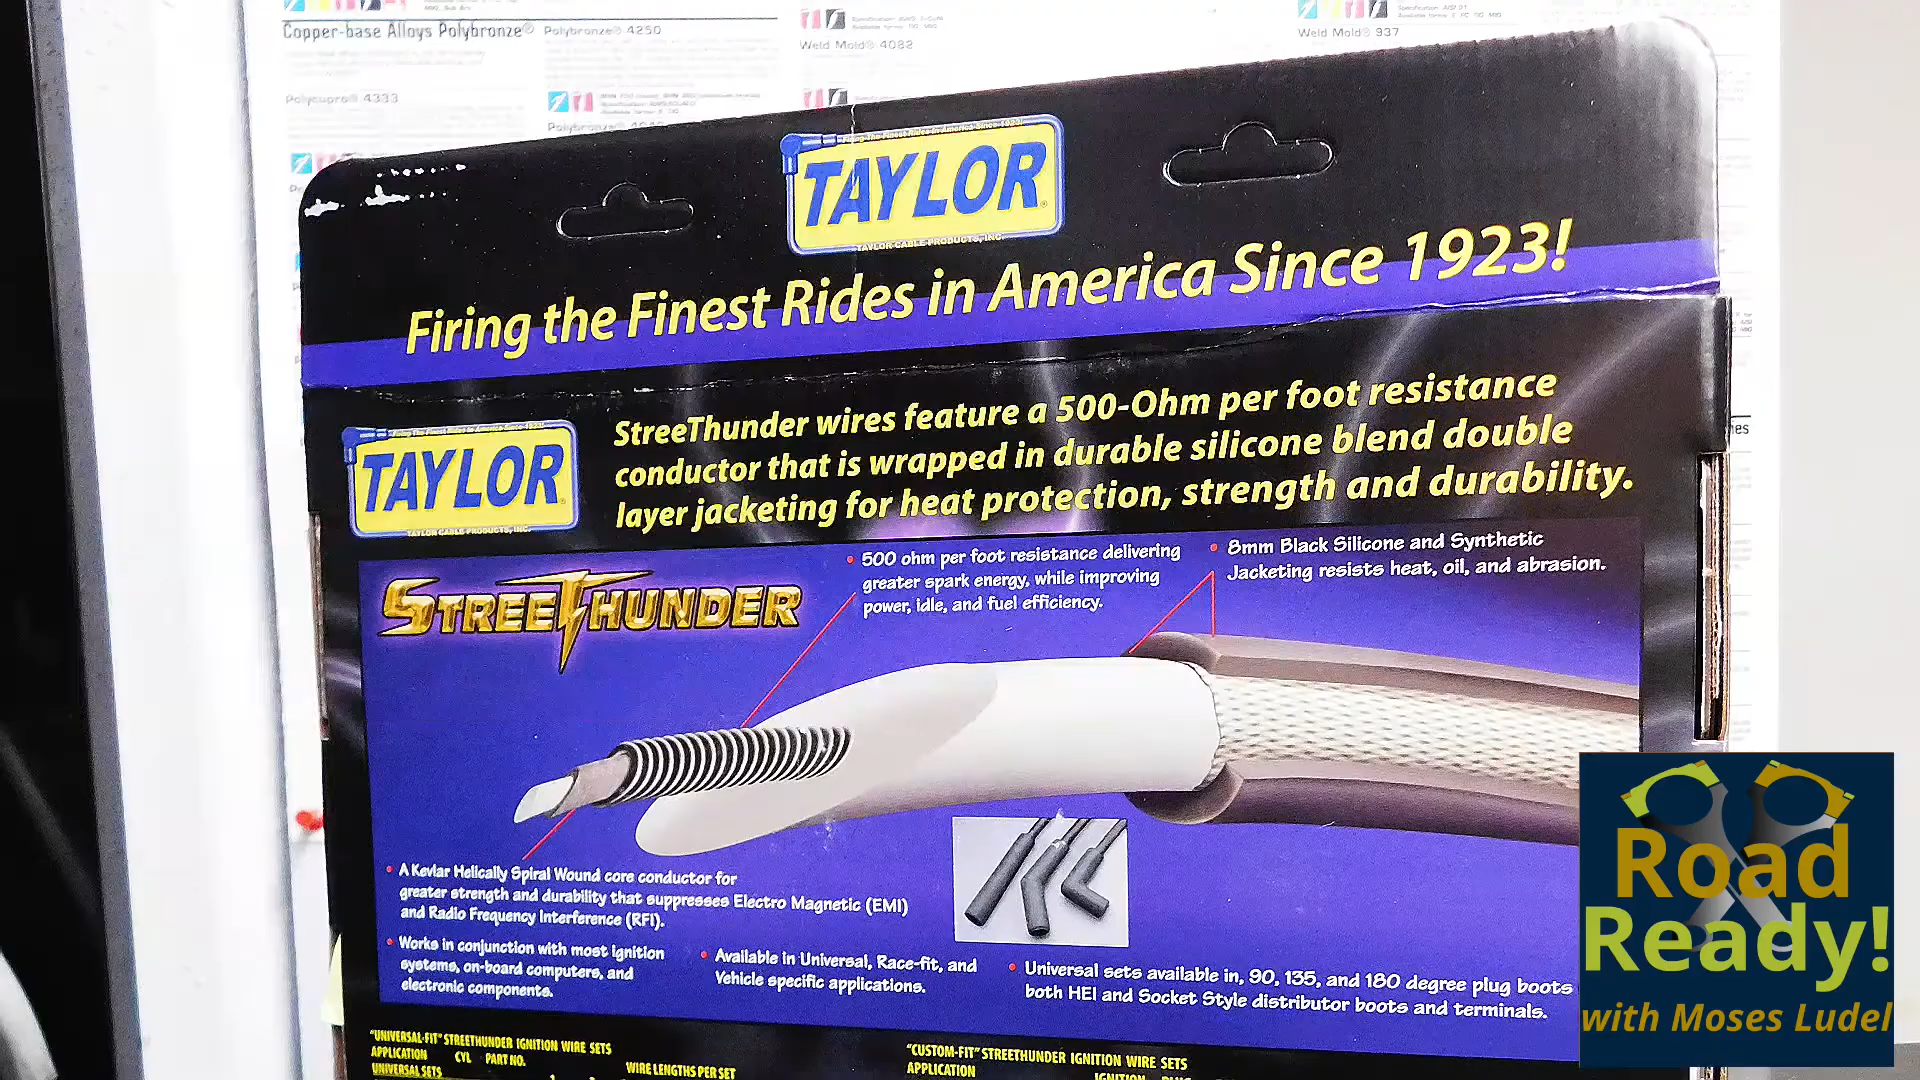 Copper-base Alloys Polybronze®
Polybronze® 4250
Weld Mold® 4082
Weld Mold® 937
Polycupro® 4333
Firing The Finest Rides In America Since 1923!
TAYLOR®
TAYLOR CABLE PRODUCTS, INC.
Firing the Finest Rides in America Since 1923!
TAYLOR®
TAYLOR CABLE PRODUCTS, INC.
StreeThunder wires feature a 500-Ohm per foot resistance
conductor that is wrapped in durable silicone blend double
layer jacketing for heat protection, strength and durability.
STREETHUNDER
• 500 ohm per foot resistance delivering
greater spark energy, while improving
power, idle, and fuel efficiency.
• 8mm Black Silicone and Synthetic
Jacketing resists heat, oil, and abrasion.
• A Kevlar Helically Spiral Wound core conductor for
greater strength and durability that suppresses Electro Magnetic (EMI)
and Radio Frequency Interference (RFI).
• Works in conjunction with most ignition
systems, on-board computers, and
electronic components.
• Available in Universal, Race-fit, and
Vehicle specific applications.
• Universal sets available in, 90, 135, and 180 degree plug boots
both HEI and Socket Style distributor boots and terminals.
"UNIVERSAL-FIT" STREETHUNDER IGNITION WIRE SETS
APPLICATION CYL PART NO. WIRE LENGTHS PER SET
UNIVERSAL SETS
"CUSTOM-FIT" STREETHUNDER IGNITION WIRE SETS
APPLICATION
Road
Ready!
with Moses Ludel